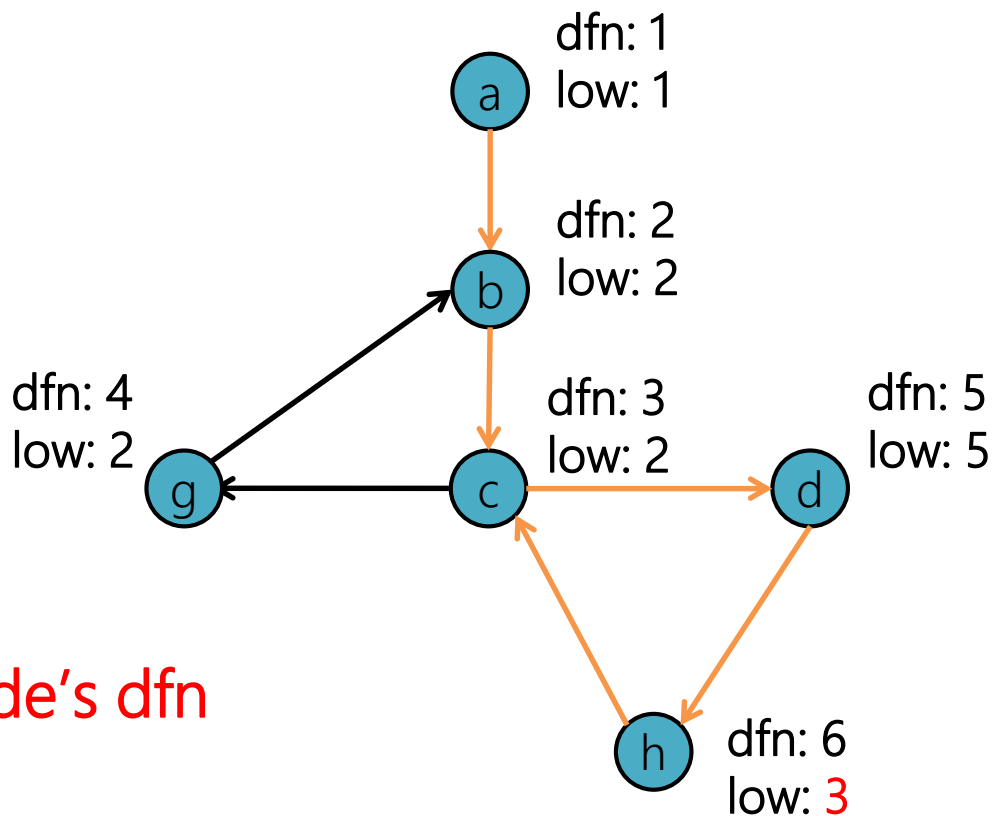 dfn: 1
low: 1
a
dfn: 2
low: 2
b
dfn: 4
low: 2
dfn: 3
low: 2
dfn: 5
low: 5
g
c
d
de's dfn
h
dfn: 6
low: 3